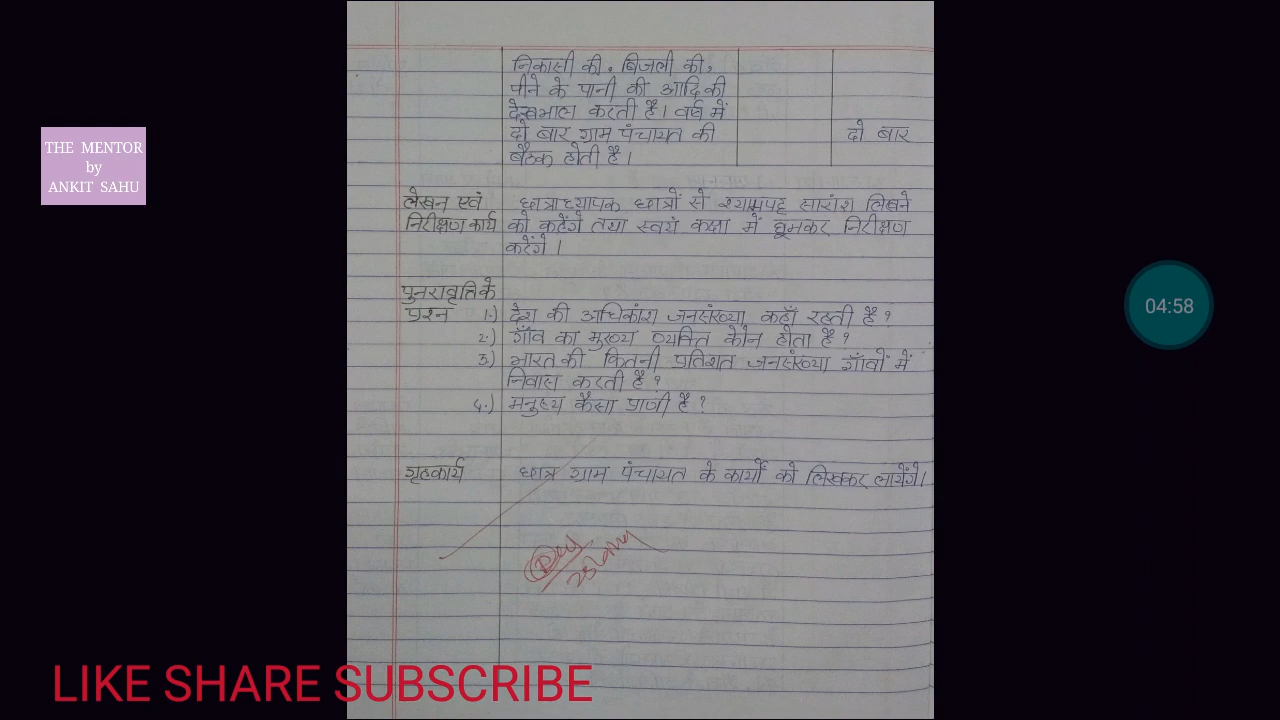 निकासी की, बिजली की,
पीने के पानी की आदि की
देखभाल करती है। वर्ष में
दो बार ग्राम पंचायत की
दो बार
बैठक होती है।
THE MENTOR
by
ANKIT SAHU
लेखन एवं
निरीक्षण कार्य
छात्राध्यापक छात्रों से श्यामपट्ट सारांश लिखने
को कहेंगे तथा स्वयं कक्षा में घूमकर निरीक्षण
करेंगे।
पुनरावृत्ति के
प्रश्न
1.) देश की अधिकांश जनसंख्या कहाँ रहती है?
2.) गाँव का मुख्य व्यक्ति कौन होता है?
3.) भारत की कितनी प्रतिशत जनसंख्या गाँवों में
निवास करती है?
4.) मनुष्य कैसा प्राणी है?
04:58
गृहकार्य
छात्र ग्राम पंचायत के कार्यों को लिखकर लायेंगे।
LIKE SHARE SUBSCRIBE